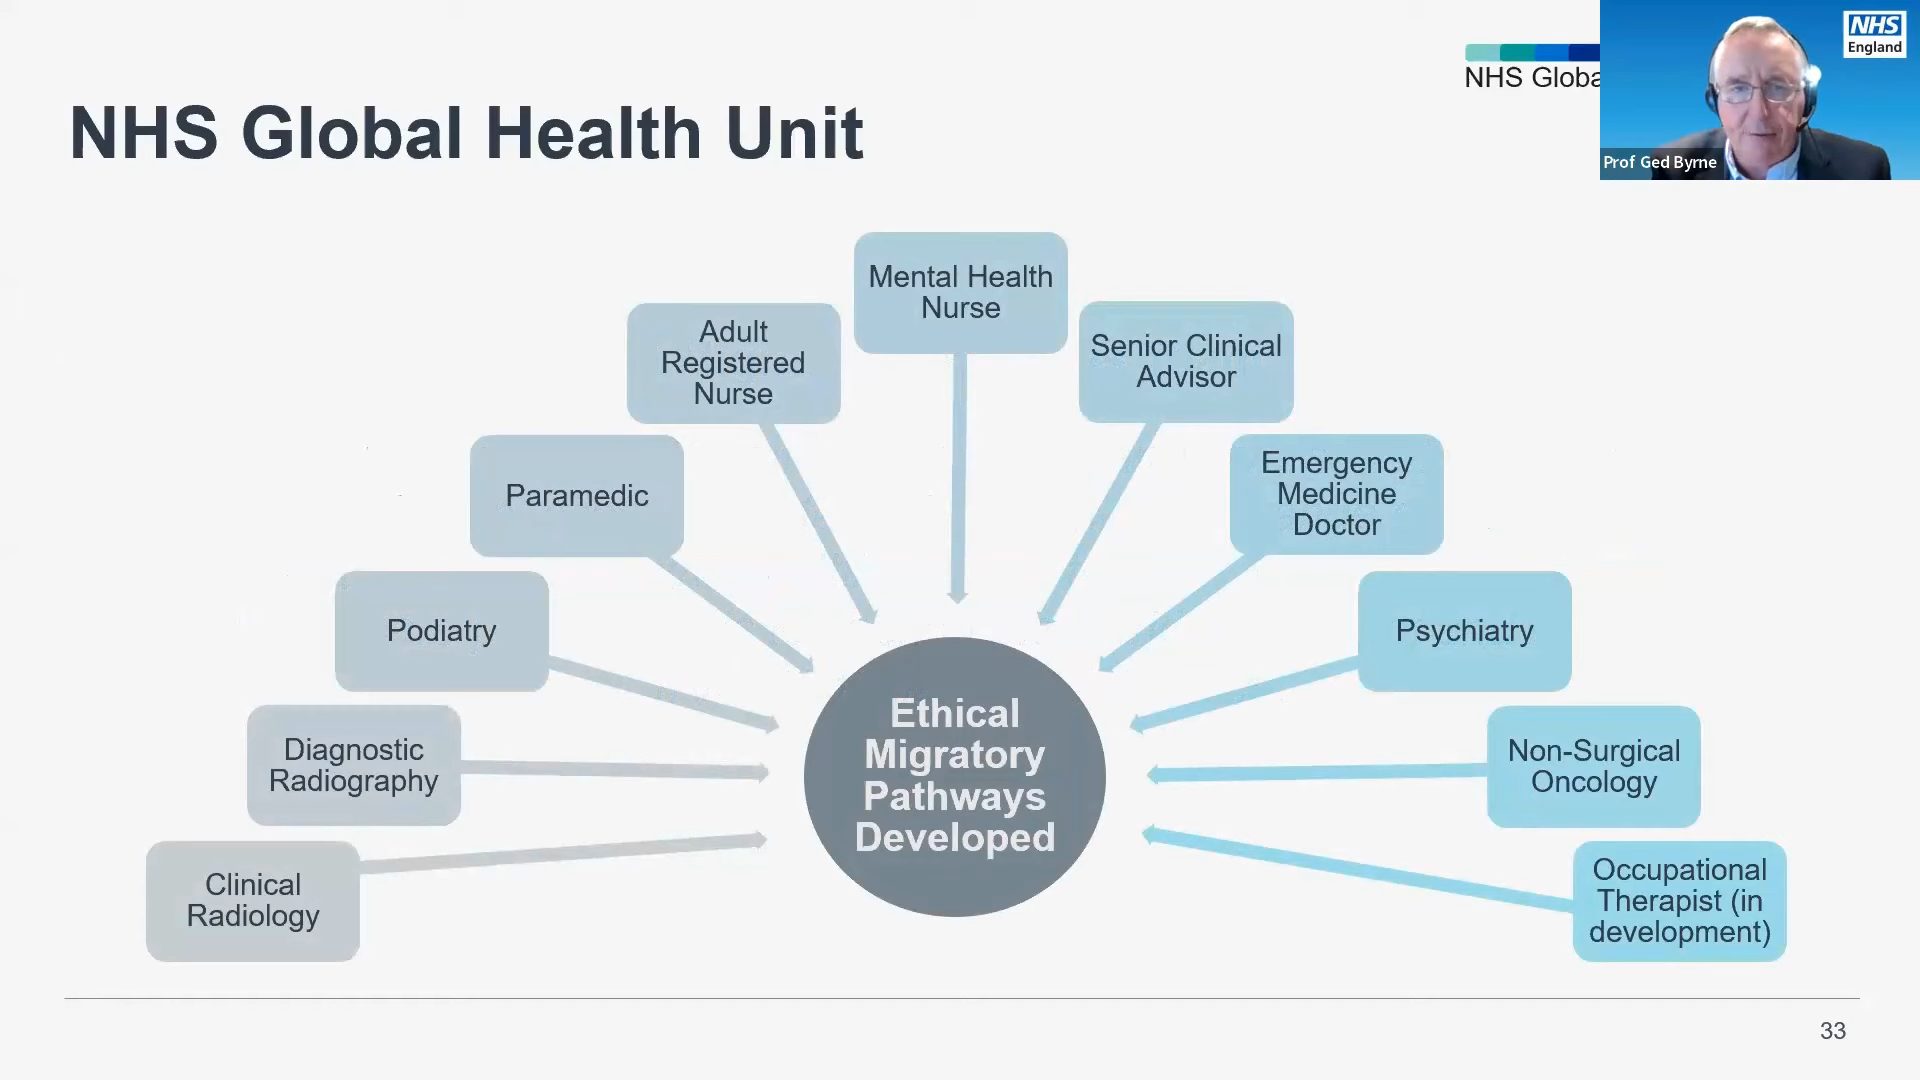 NHS Global Health Unit
NHS Globa
NHS
England
Prof Ged Byrne
Mental Health
Nurse
Adult
Registered
Nurse
Senior Clinical
Advisor
Paramedic
Emergency
Medicine
Doctor
Podiatry
Psychiatry
Diagnostic
Radiography
Non-Surgical
Oncology
Clinical
Radiology
Occupational
Therapist (in
development)
Ethical
Migratory
Pathways
Developed
33